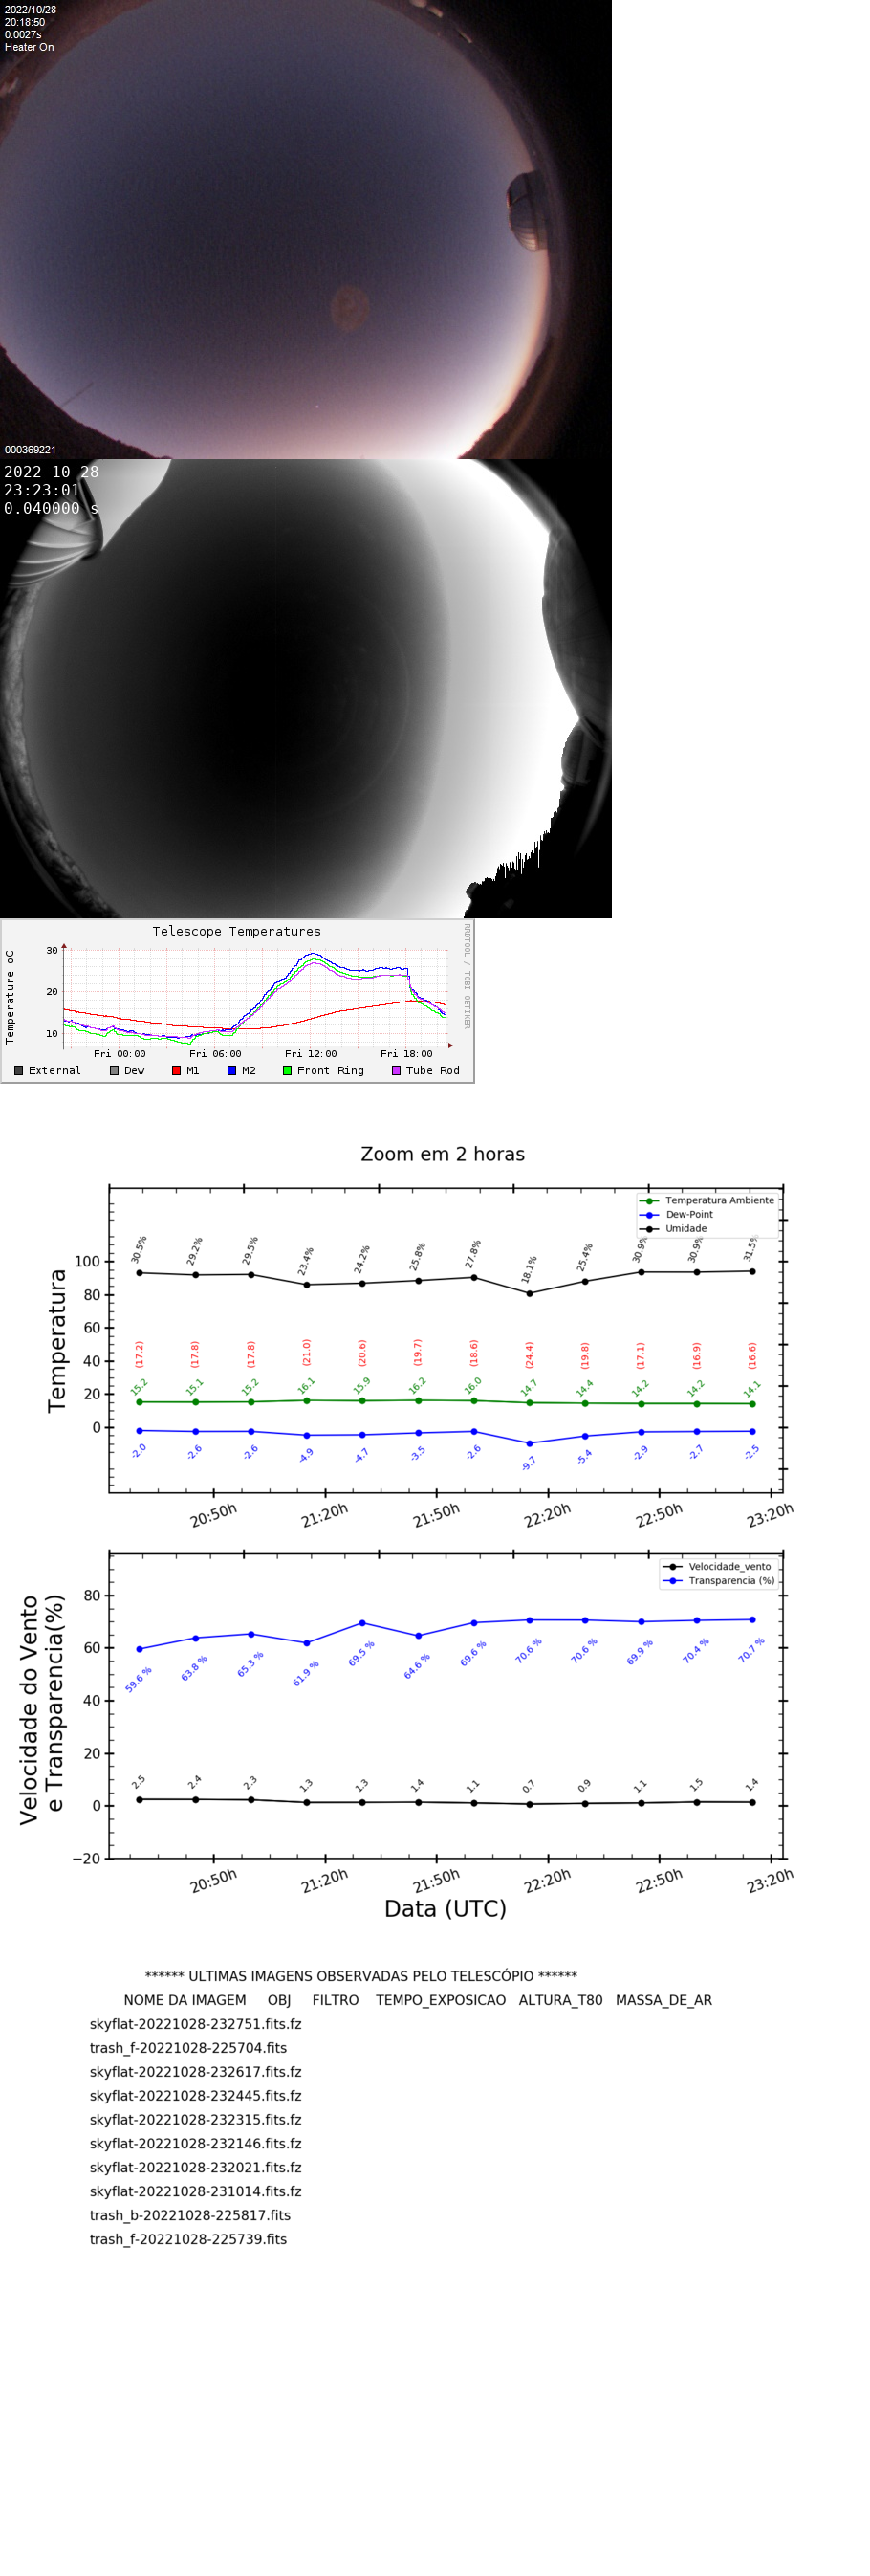 2022/10/28
20:18:50
0.0027s
Heater On
000369221
2022-10-28
23:23:01
0.040000 s
Telescope Temperatures
RRDTOOL / TOBI OETIKER
Temperature oC
30
20
10
Fri 00:00 Fri 06:00 Fri 12:00 Fri 18:00
External Dew M1 M2 Front Ring Tube Rod
Zoom em 2 horas
Temperatura Ambiente
Dew-Point
Umidade
30.5% 29.2% 29.5% 23.4% 24.2% 25.8% 27.8% 18.1% 25.4% 30.9% 30.9% 31.5%
Temperatura
100
80
60
40
20
0
(17.2) (17.8) (17.8) (21.0) (20.6) (19.7) (18.6) (24.4) (19.8) (17.1) (16.9) (16.6)
15.2 15.1 15.2 16.1 15.9 16.2 16.0 14.7 14.4 14.2 14.2 14.1
-2.0 -2.6 -2.6 -4.9 -4.7 -3.5 -2.6 -9.7 -5.4 -2.9 -2.7 -2.5
20:50h 21:20h 21:50h 22:20h 22:50h 23:20h
Velocidade_vento
Transparencia (%)
Velocidade do Vento
e Transparencia(%)
80
60
40
20
0
−20
59.6 % 63.8 % 65.3 % 61.9 % 69.5 % 64.6 % 69.6 % 70.6 % 70.6 % 69.9 % 70.4 % 70.7 %
2.5 2.4 2.3 1.3 1.3 1.4 1.1 0.7 0.9 1.1 1.5 1.4
20:50h 21:20h 21:50h 22:20h 22:50h 23:20h
Data (UTC)
****** ULTIMAS IMAGENS OBSERVADAS PELO TELESCÓPIO ******
NOME DA IMAGEM OBJ FILTRO TEMPO_EXPOSICAO ALTURA_T80 MASSA_DE_AR
skyflat-20221028-232751.fits.fz
trash_f-20221028-225704.fits
skyflat-20221028-232617.fits.fz
skyflat-20221028-232445.fits.fz
skyflat-20221028-232315.fits.fz
skyflat-20221028-232146.fits.fz
skyflat-20221028-232021.fits.fz
skyflat-20221028-231014.fits.fz
trash_b-20221028-225817.fits
trash_f-20221028-225739.fits